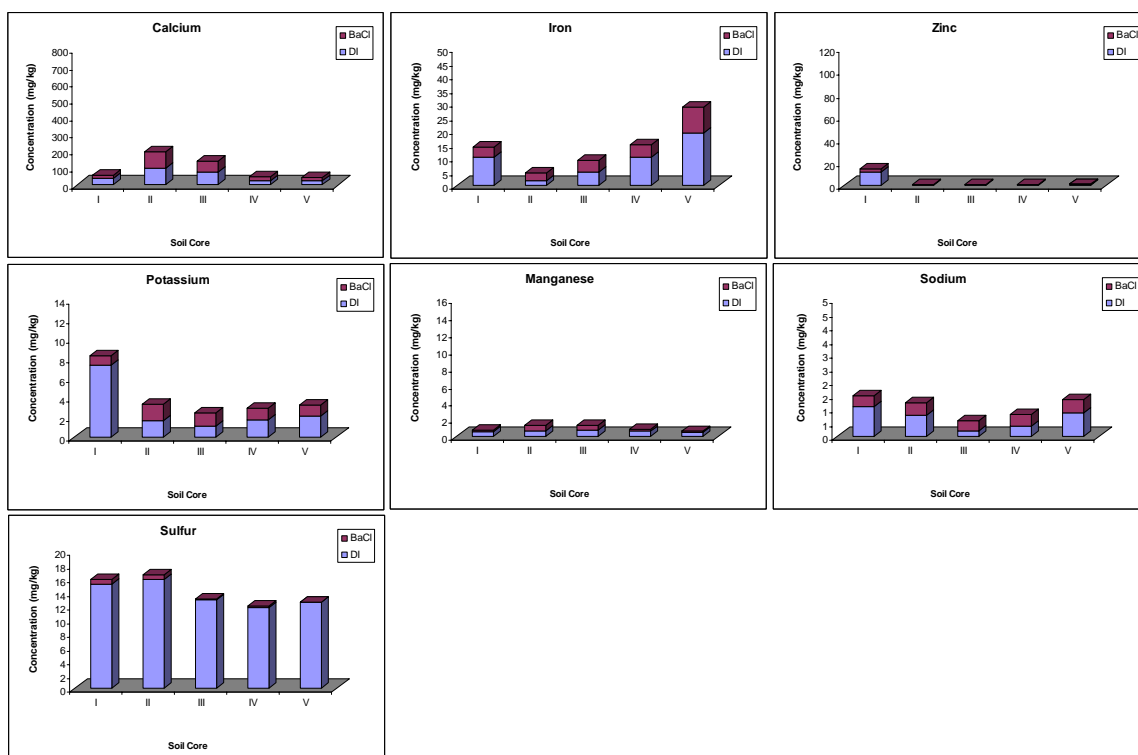 Calcium
BaCl
DI
Concentration (mg/kg)
800
700
600
500
400
300
200
100
0
I II III IV V
Soil Core
Iron
BaCl
DI
Concentration (mg/kg)
50
45
40
35
30
25
20
15
10
5
0
I II III IV V
Soil Core
Zinc
BaCl
DI
Concentration (mg/kg)
120
100
80
60
40
20
0
I II III IV V
Soil Core
Potassium
BaCl
DI
Concentration (mg/kg)
14
12
10
8
6
4
2
0
I II III IV V
Soil Core
Manganese
BaCl
DI
Concentration (mg/kg)
16
14
12
10
8
6
4
2
0
I II III IV V
Soil Core
Sodium
BaCl
DI
Concentration (mg/kg)
5
5
4
4
3
3
2
2
1
1
0
I II III IV V
Soil Core
Sulfur
BaCl
DI
Concentration (mg/kg)
20
18
16
14
12
10
8
6
4
2
0
I II III IV V
Soil Core